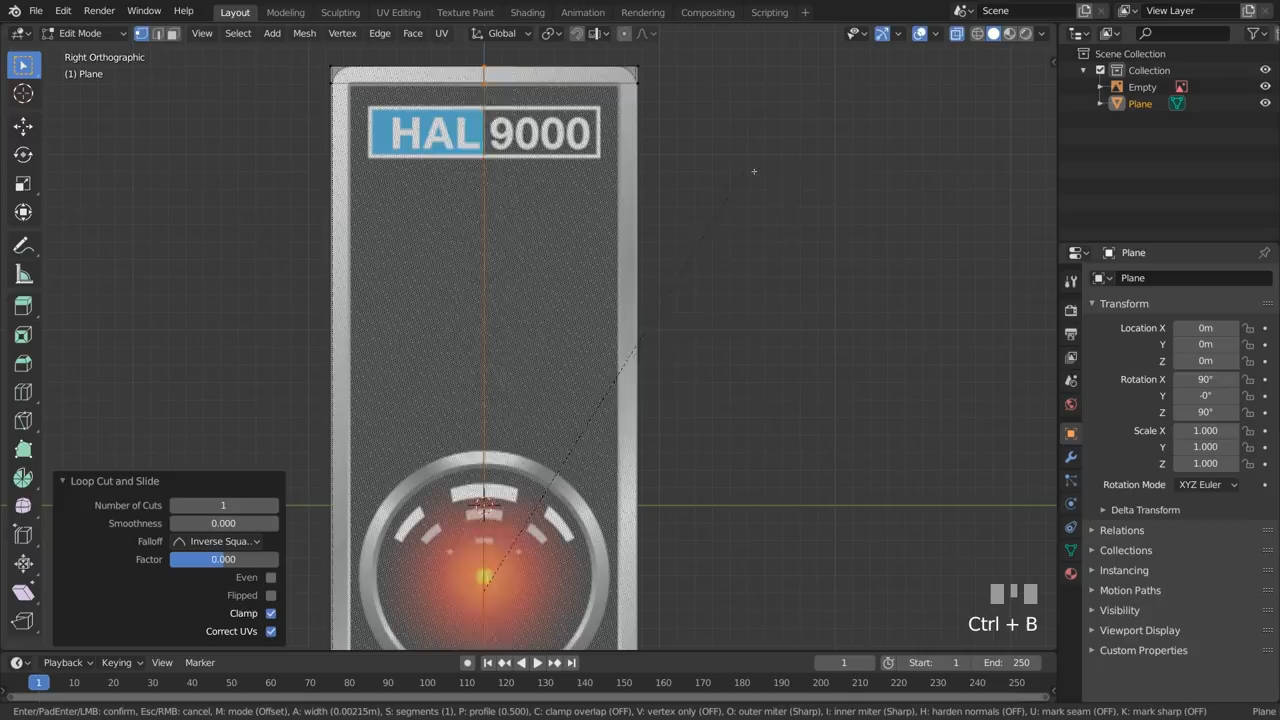 File Edit Render Window Help Layout Modeling Sculpting UV Editing Texture Paint Shading Animation Rendering Compositing Scripting + Scene View Layer
Edit Mode View Select Add Mesh Vertex Edge Face UV Global
Right Orthographic
(1) Plane
HAL 9000
Scene Collection
Collection
Empty
Plane
Plane
Plane
Transform
Location X 0m
Y 0m
Z 0m
Rotation X 90°
Y -0°
Z 90°
Scale X 1.000
Y 1.000
Z 1.000
Rotation Mode XYZ Euler
Delta Transform
Relations
Collections
Instancing
Motion Paths
Visibility
Viewport Display
Custom Properties
Loop Cut and Slide
Number of Cuts 1
Smoothness 0.000
Falloff Inverse Squa..
Factor 0.000
Even
Flipped
Clamp
Correct UVs
Ctrl + B
Playback Keying View Marker 1 Start: 1 End: 250
1 10 20 30 40 50 60 70 80 90 100 110 120 130 140 150 160 170 180 190 200 210 220 230 240 250
Enter/PadEnter/LMB: confirm, Esc/RMB: cancel, M: mode (Offset), A: width (0.00215m), S: segments (1), P: profile (0.500), C: clamp overlap (OFF), V: vertex only (OFF), O: outer miter (Sharp), I: inner miter (Sharp), H: harden normals (OFF), U: mark seam (OFF), K: mark sharp (OFF) Plane